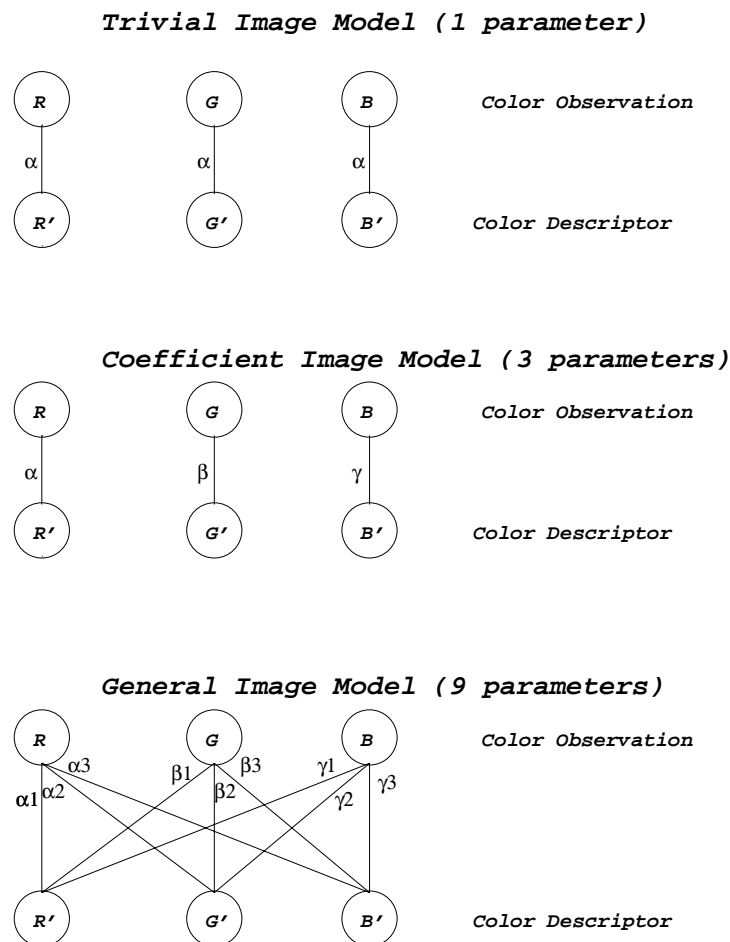 Trivial Image Model (1 parameter)
R G B Color Observation
α α α
R' G' B' Color Descriptor
Coefficient Image Model (3 parameters)
R G B Color Observation
α β γ
R' G' B' Color Descriptor
General Image Model (9 parameters)
R G B Color Observation
α1 α2 α3 β1 β2 β3 γ1 γ2 γ3
R' G' B' Color Descriptor